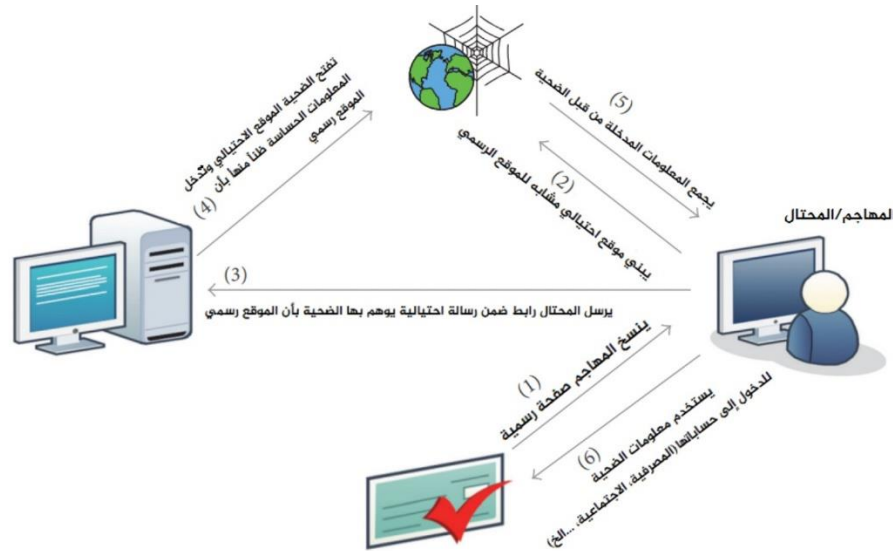 تفتح الضحية الموقع الاحتيالي وتُدخل
المعلومات الحساسة ظناً منها بأن
الموقع رسمي
(4)
(5)
يجمع المعلومات المدخلة من قبل الضحية
(2)
يبني موقع احتيالي مشابه للموقع الرسمي
المهاجم/المحتال
(3)
يرسل المحتال رابط ضمن رسالة احتيالية يوهم بها الضحية بأن الموقع رسمي
(1)
ينسخ المهاجم صفحة رسمية
(6)
يستخدم معلومات الضحية
للدخول إلى حساباتها(المصرفية، الاجتماعية، ...الخ)